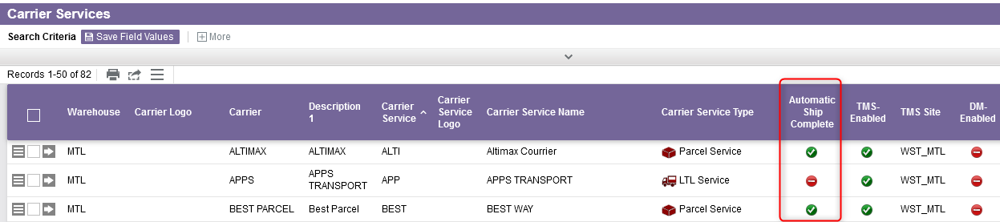 Carrier Services
Search Criteria Save Field Values More
Records 1-50 of 82
Warehouse Carrier Logo Carrier Description 1 Carrier Service Carrier Service Logo Carrier Service Name Carrier Service Type Automatic Ship Complete TMS-Enabled TMS Site DM-Enabled
MTL ALTIMAX ALTIMAX ALTI Altimax Courrier Parcel Service WST_MTL
MTL APPS APPS TRANSPORT APP APPS TRANSPORT LTL Service WST_MTL
MTL BEST PARCEL Best Parcel BEST BEST WAY Parcel Service WST_MTL